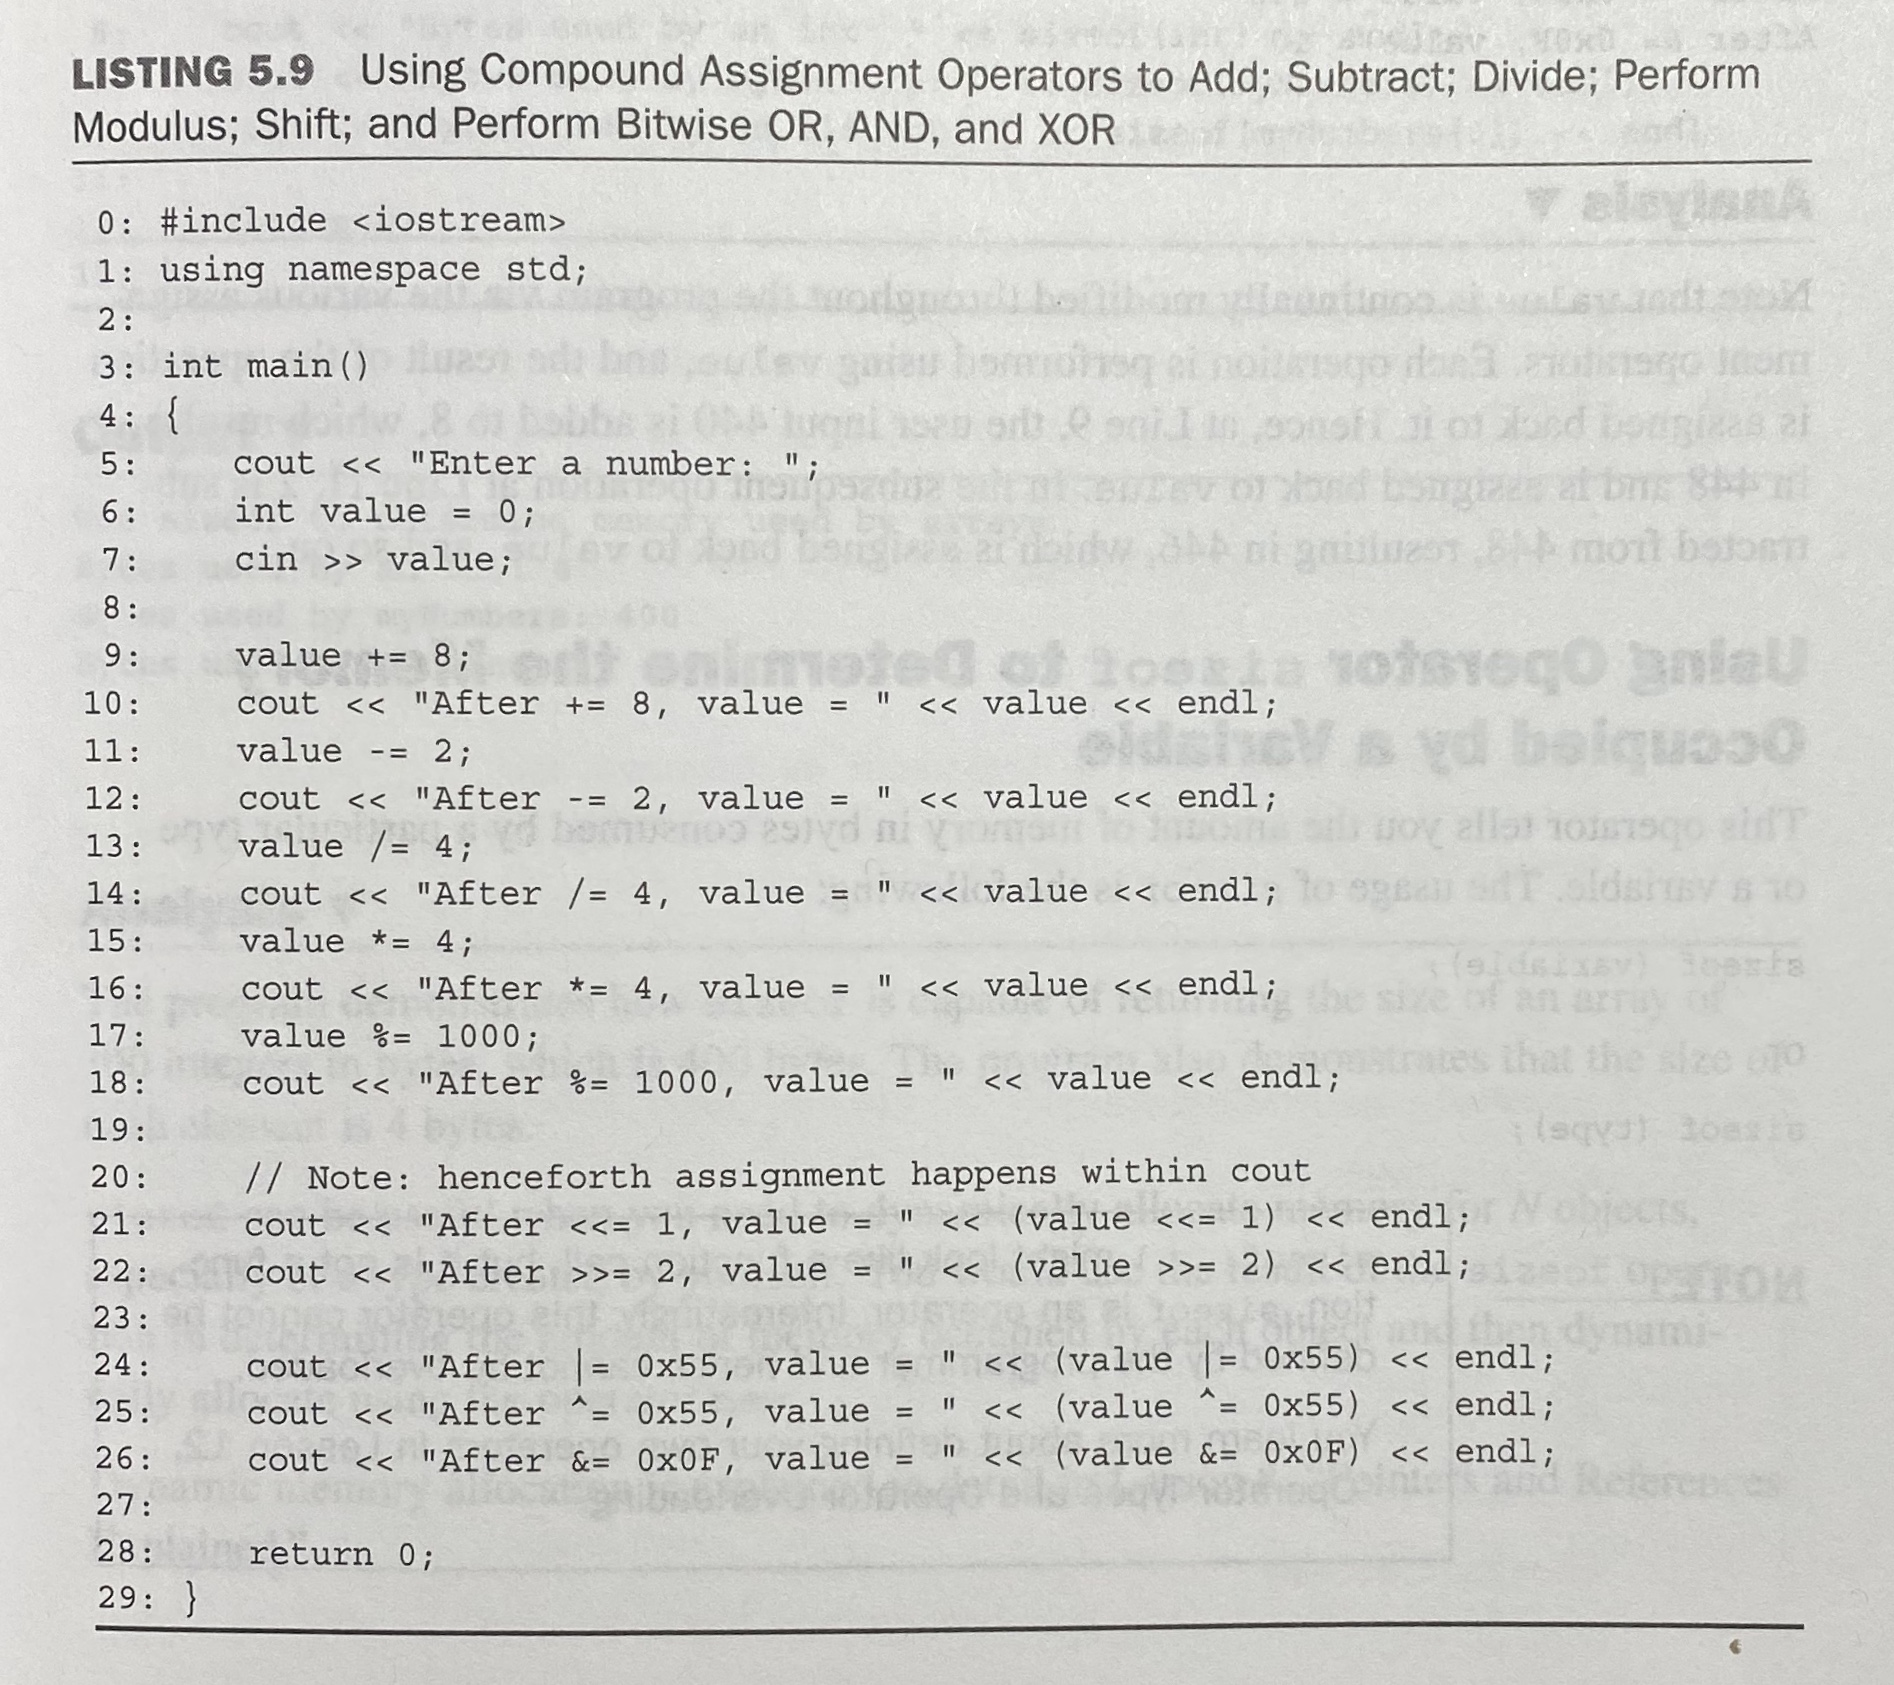 LISTING 5.9 Using Compound Assignment Operators to Add; Subtract; Divide; Perform
Modulus; Shift; and Perform Bitwise OR, AND, and XOR
0: #include <iostream>
1: using namespace std;
2:
3: int main()
4: {
5:    cout << "Enter a number: ";
6:    int value = 0;
7:    cin >> value;
8:
9:    value += 8;
10:    cout << "After += 8, value = " << value << endl;
11:    value -= 2;
12:    cout << "After -= 2, value = " << value << endl;
13:    value /= 4;
14:    cout << "After /= 4, value = " << value << endl;
15:    value *= 4;
16:    cout << "After *= 4, value = " << value << endl;
17:    value %= 1000;
18:    cout << "After %= 1000, value = " << value << endl;
19:
20:    // Note: henceforth assignment happens within cout
21:    cout << "After <<= 1, value = " << (value <<= 1) << endl;
22:    cout << "After >>= 2, value = " << (value >>= 2) << endl;
23:
24:    cout << "After |= 0x55, value = " << (value |= 0x55) << endl;
25:    cout << "After ^= 0x55, value = " << (value ^= 0x55) << endl;
26:    cout << "After &= 0x0F, value = " << (value &= 0x0F) << endl;
27:
28:    return 0;
29: }